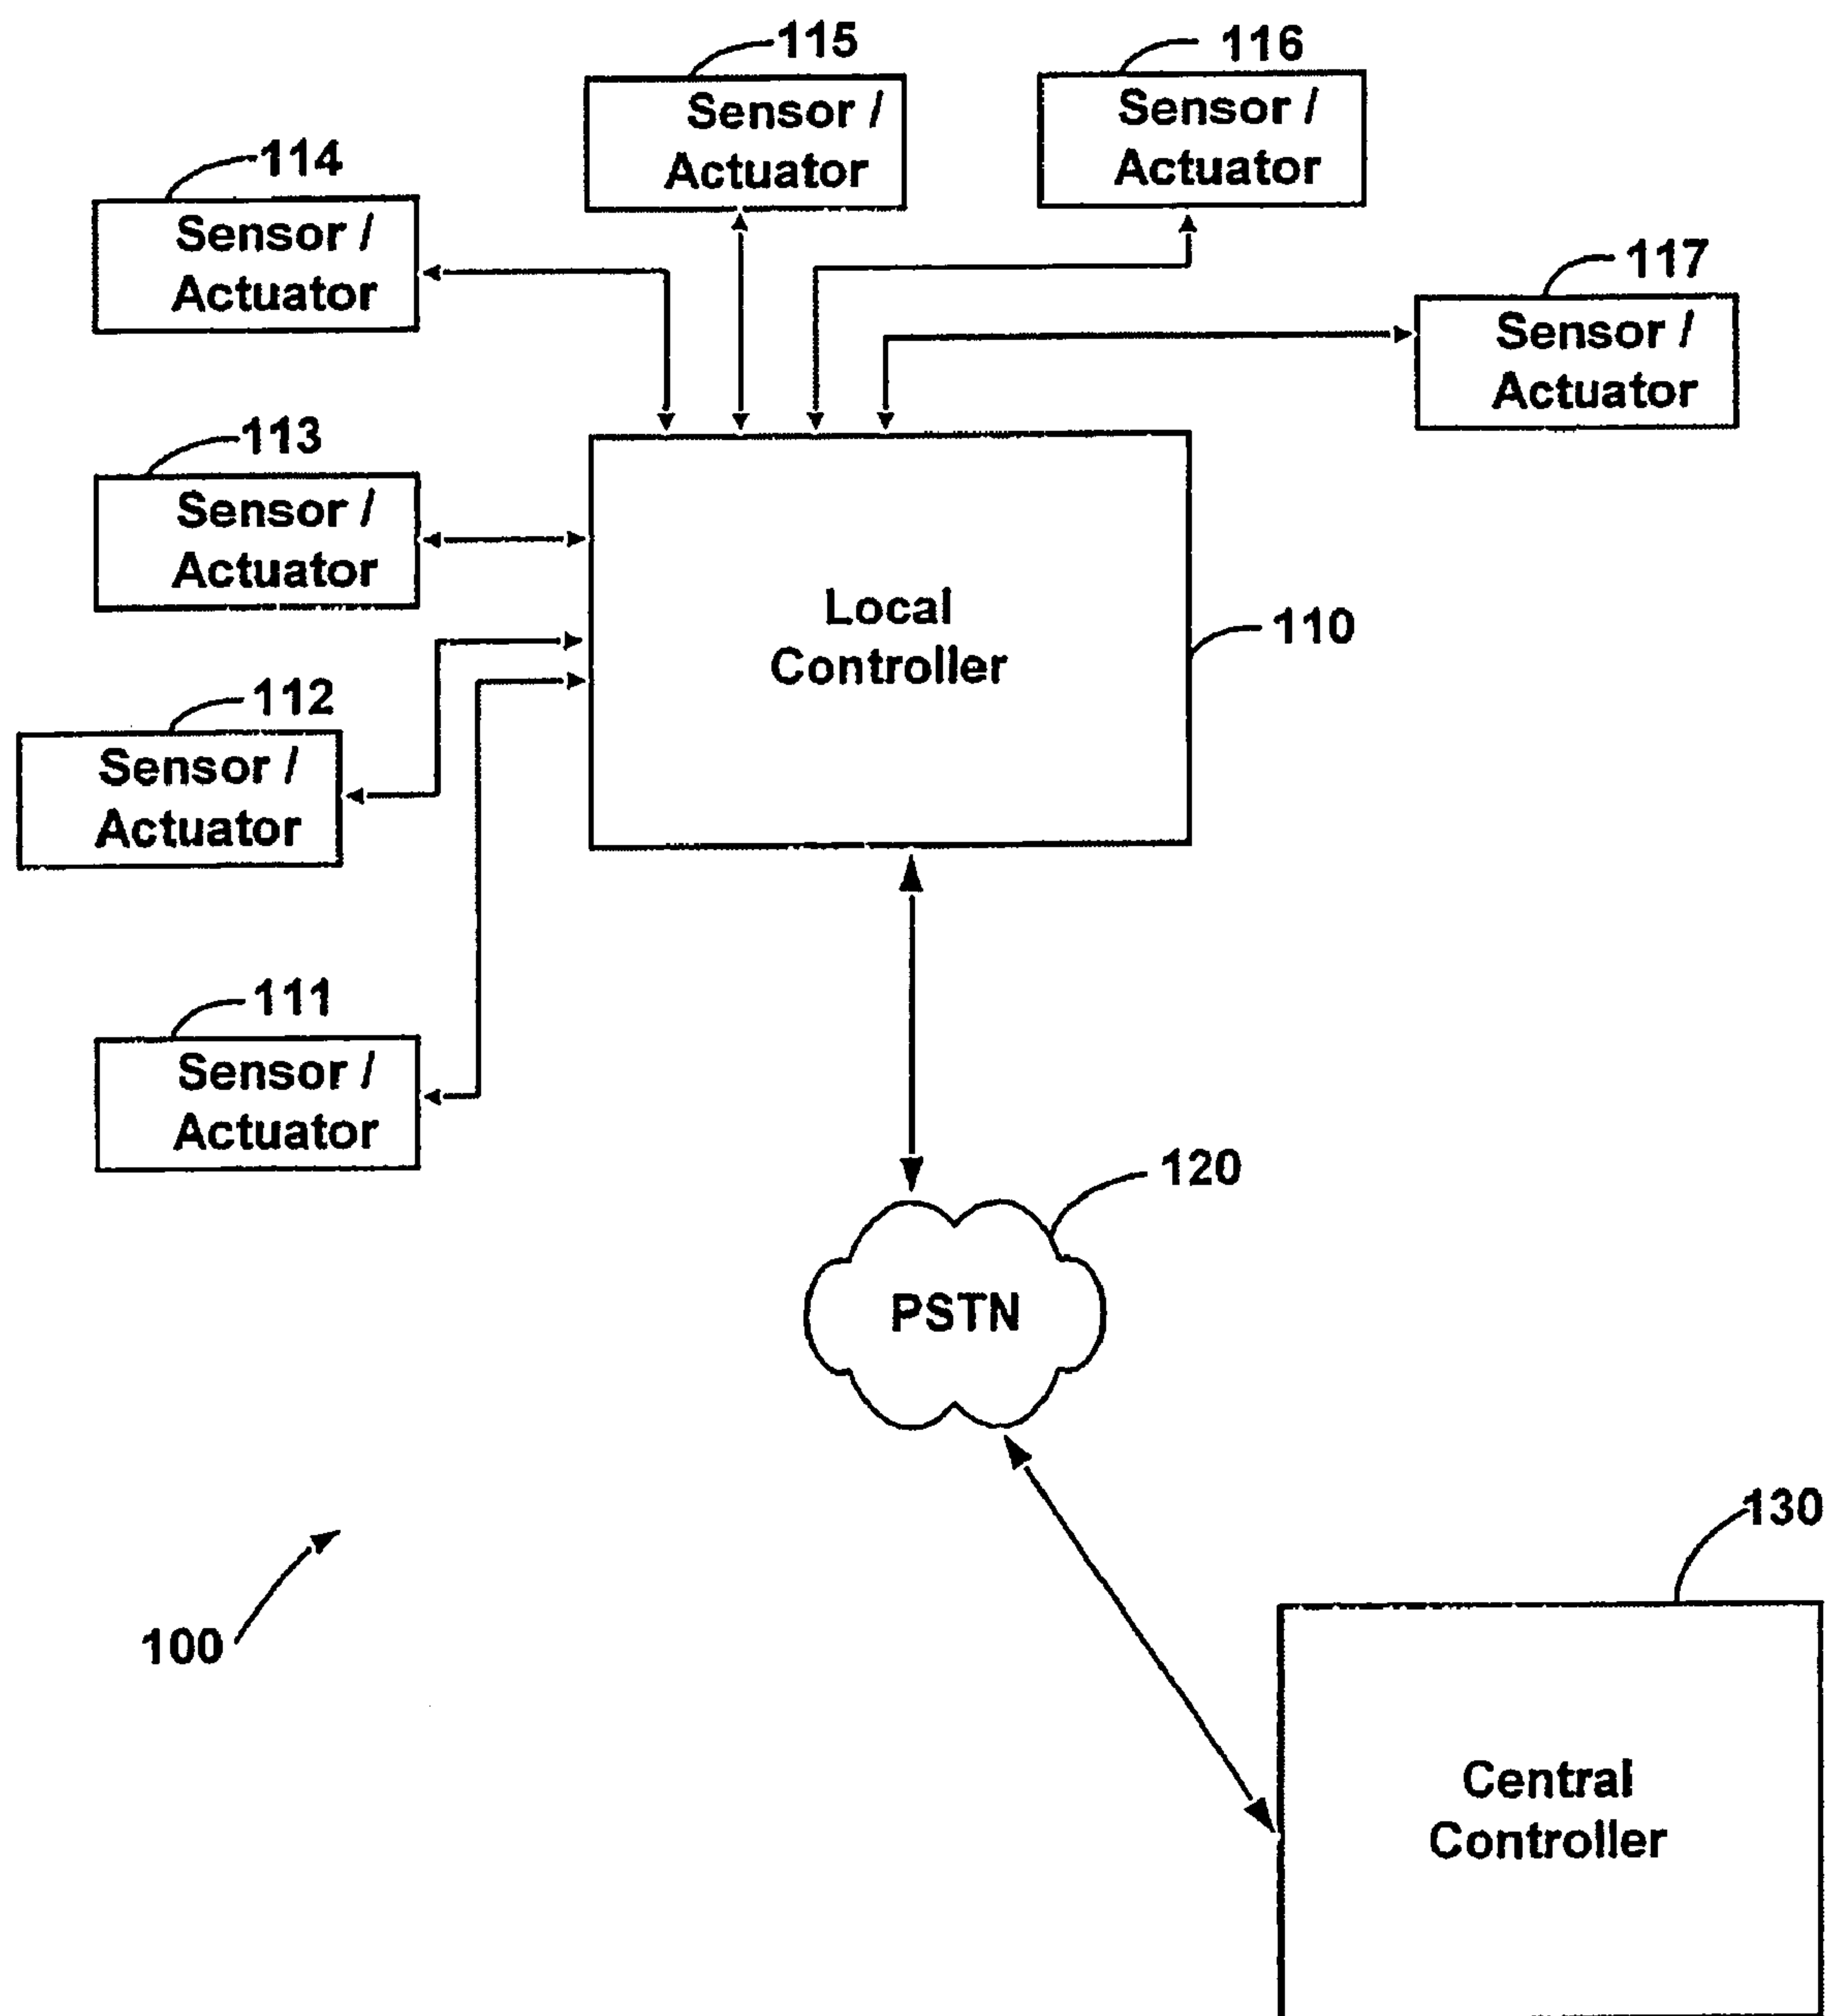 115
Sensor /
Actuator
116
Sensor /
Actuator
114
Sensor /
Actuator
117
Sensor /
Actuator
113
Sensor /
Actuator
Local
Controller
110
112
Sensor /
Actuator
111
Sensor /
Actuator
120
PSTN
130
100
Central
Controller